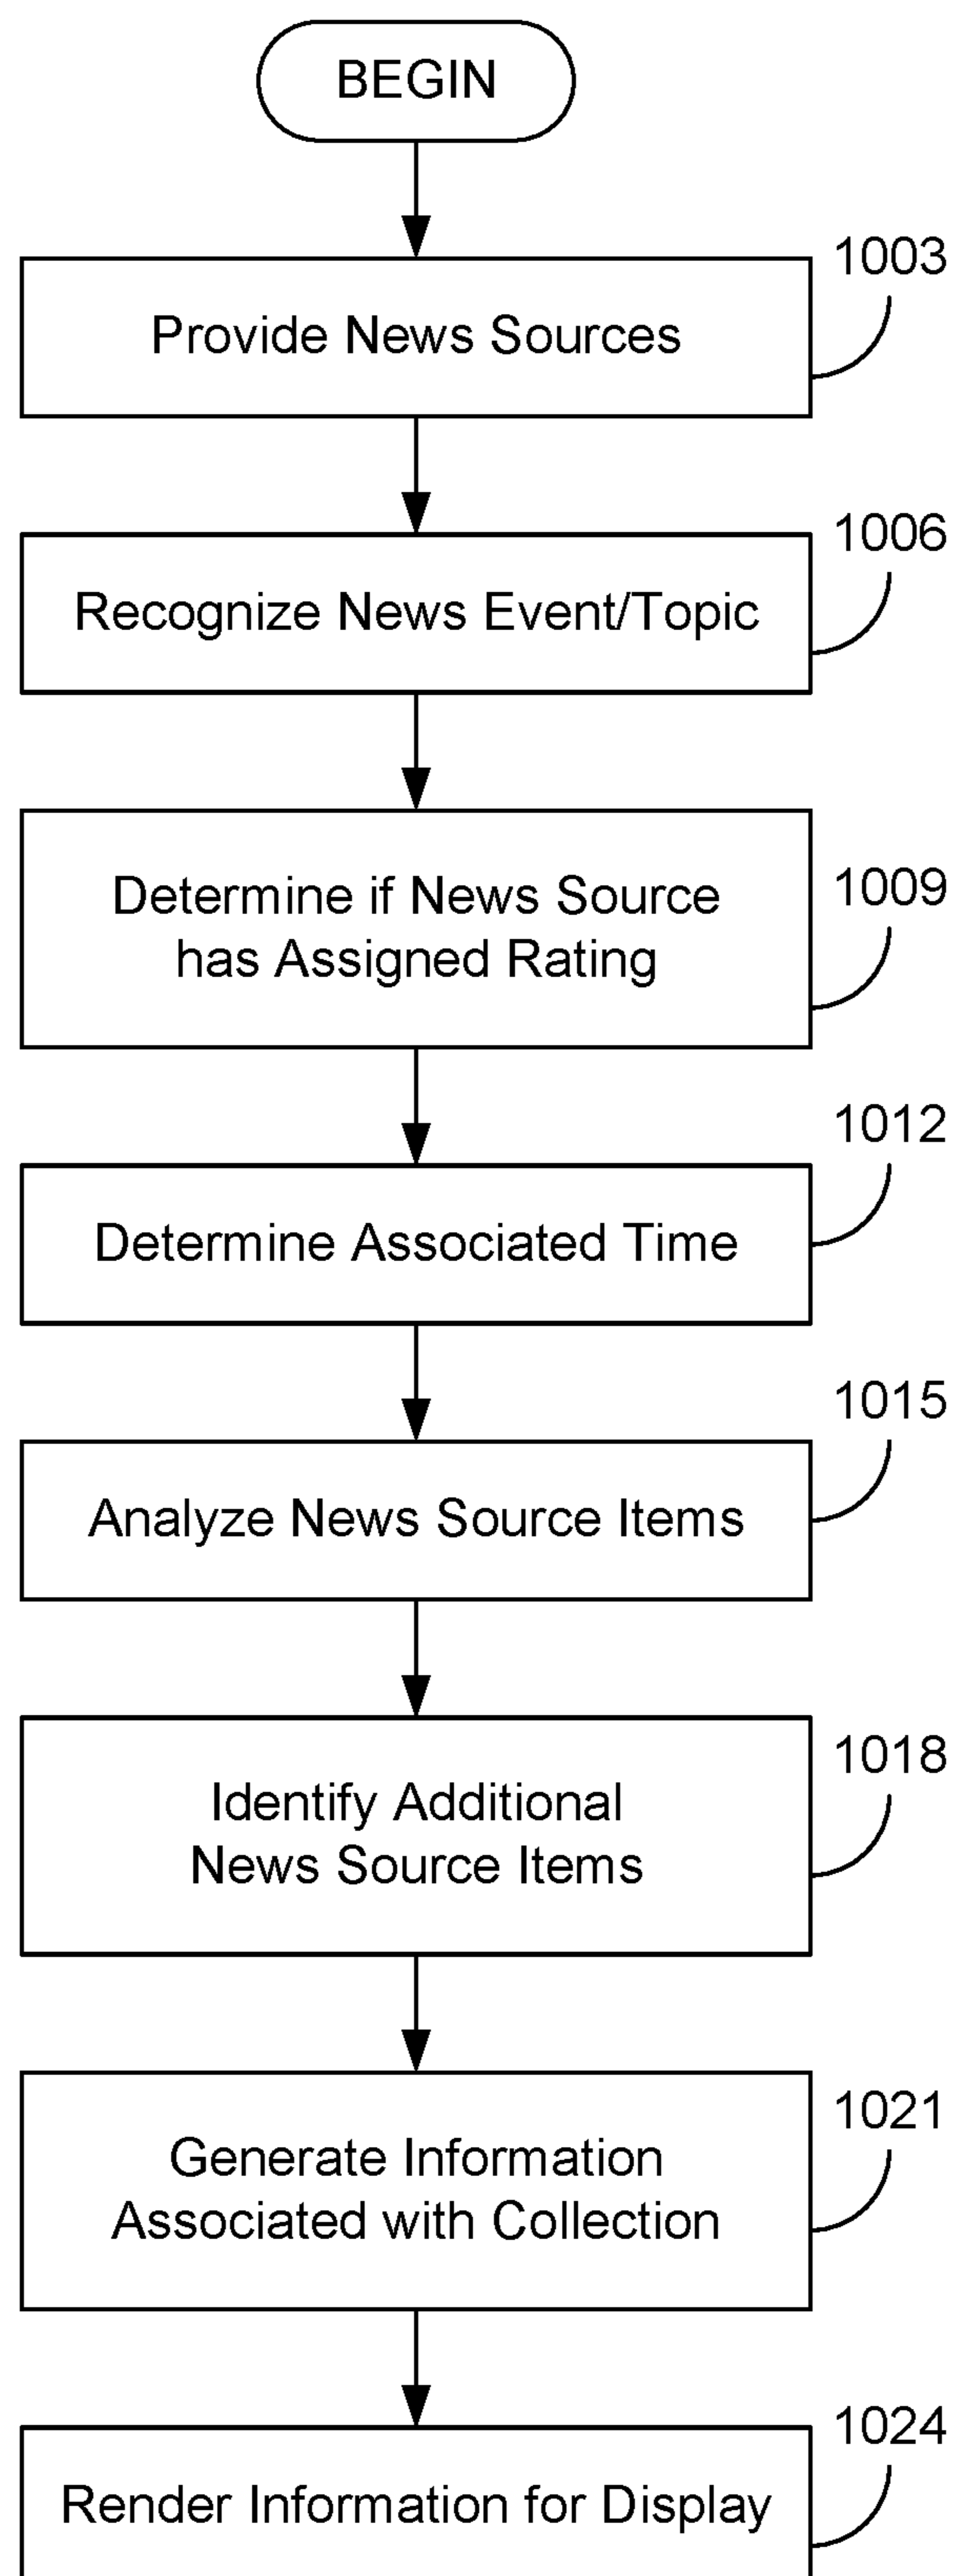 BEGIN
1003
Provide News Sources
1006
Recognize News Event/Topic
1009
Determine if News Source
has Assigned Rating
1012
Determine Associated Time
1015
Analyze News Source Items
1018
Identify Additional
News Source Items
1021
Generate Information
Associated with Collection
1024
Render Information for Display